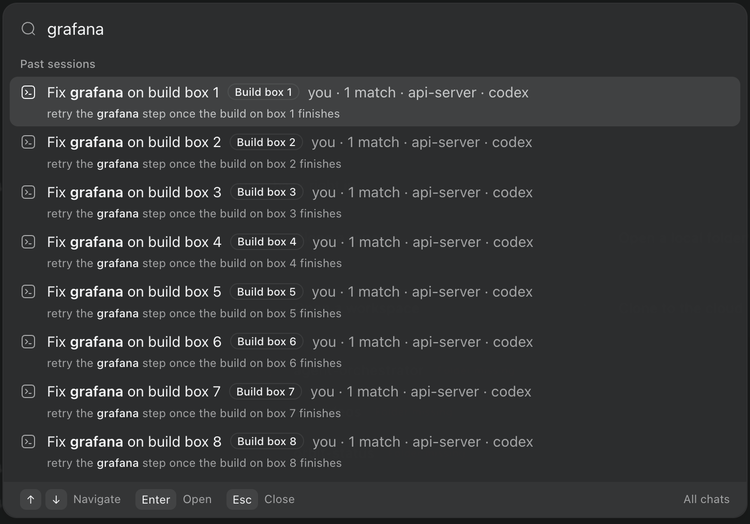 grafana
Past sessions
Fix grafana on build box 1 Build box 1 you · 1 match · api-server · codex
retry the grafana step once the build on box 1 finishes
Fix grafana on build box 2 Build box 2 you · 1 match · api-server · codex
retry the grafana step once the build on box 2 finishes
Fix grafana on build box 3 Build box 3 you · 1 match · api-server · codex
retry the grafana step once the build on box 3 finishes
Fix grafana on build box 4 Build box 4 you · 1 match · api-server · codex
retry the grafana step once the build on box 4 finishes
Fix grafana on build box 5 Build box 5 you · 1 match · api-server · codex
retry the grafana step once the build on box 5 finishes
Fix grafana on build box 6 Build box 6 you · 1 match · api-server · codex
retry the grafana step once the build on box 6 finishes
Fix grafana on build box 7 Build box 7 you · 1 match · api-server · codex
retry the grafana step once the build on box 7 finishes
Fix grafana on build box 8 Build box 8 you · 1 match · api-server · codex
retry the grafana step once the build on box 8 finishes
↑ ↓ Navigate Enter Open Esc Close All chats